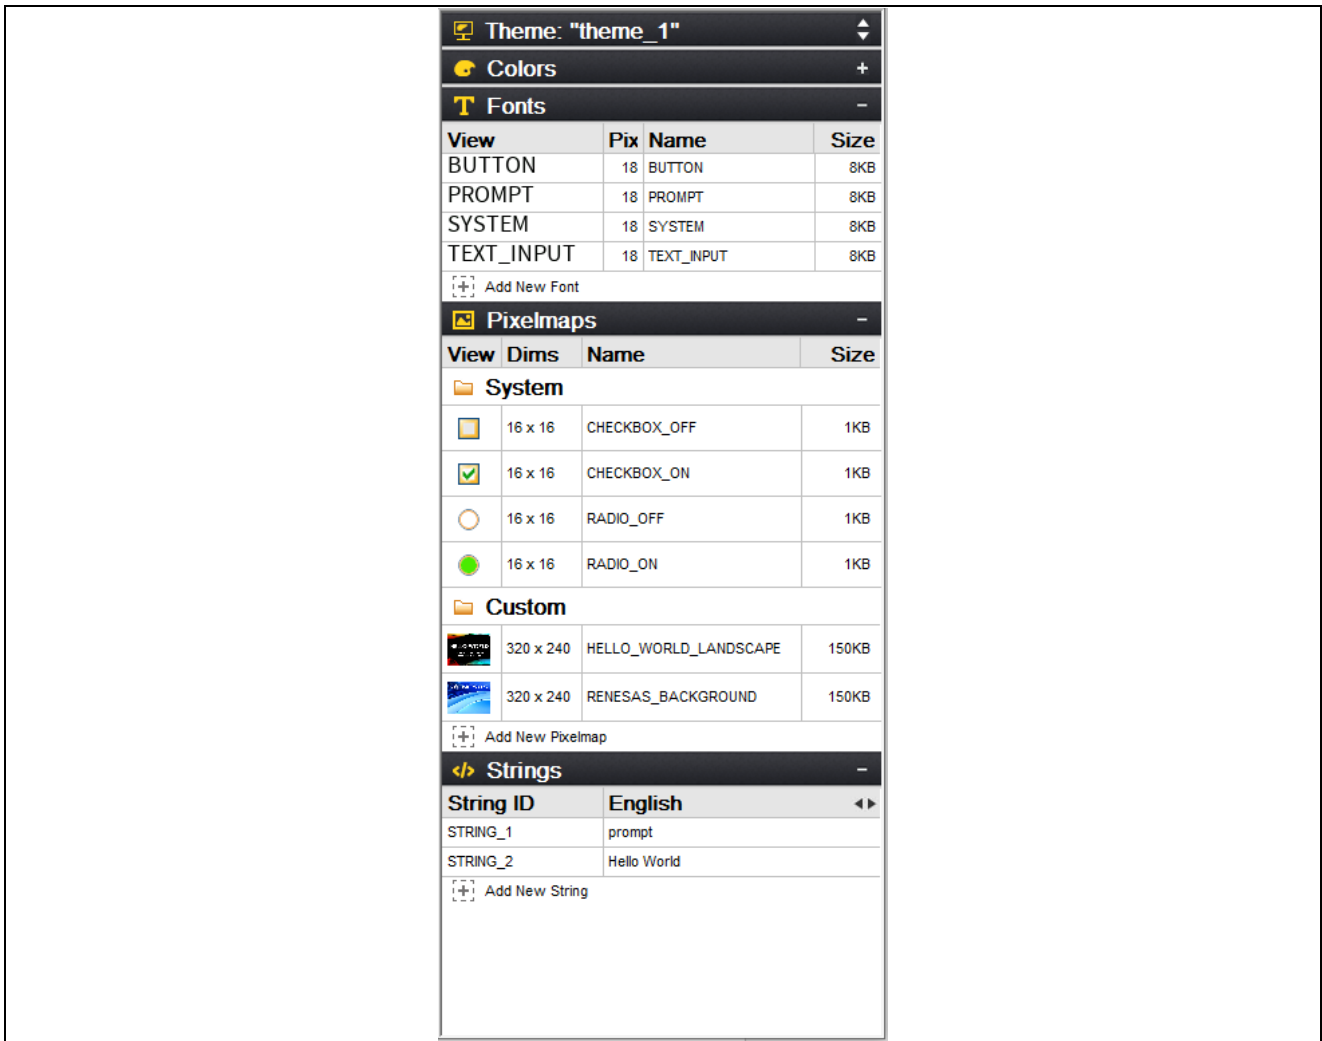 Theme: "theme_1"
Colors
Fonts
View Pix Name Size
BUTTON 18 BUTTON 8KB
PROMPT 18 PROMPT 8KB
SYSTEM 18 SYSTEM 8KB
TEXT_INPUT 18 TEXT_INPUT 8KB
Add New Font
Pixelmaps
View Dims Name Size
System
16 x 16 CHECKBOX_OFF 1KB
16 x 16 CHECKBOX_ON 1KB
16 x 16 RADIO_OFF 1KB
16 x 16 RADIO_ON 1KB
Custom
320 x 240 HELLO_WORLD_LANDSCAPE 150KB
320 x 240 RENESAS_BACKGROUND 150KB
Add New Pixelmap
Strings
String ID English
STRING_1 prompt
STRING_2 Hello World
Add New String